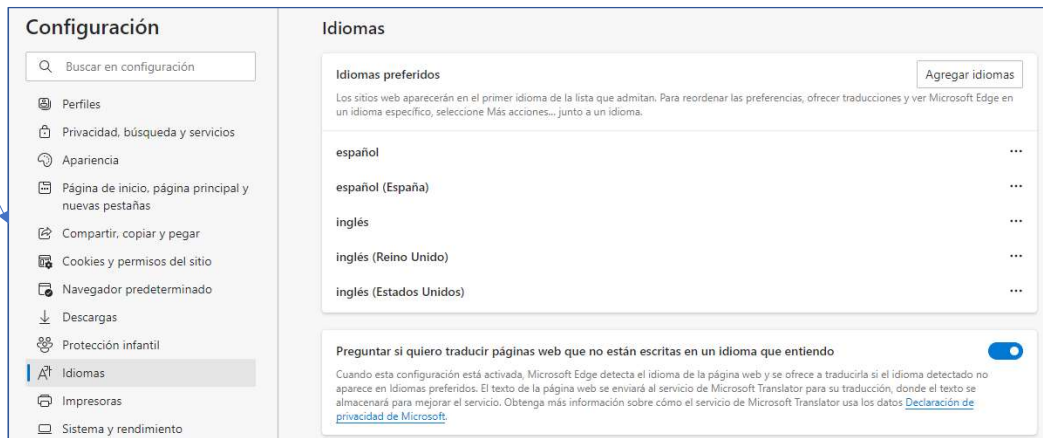 Configuración
Buscar en configuración
Perfiles
Privacidad, búsqueda y servicios
Apariencia
Página de inicio, página principal y
nuevas pestañas
Compartir, copiar y pegar
Cookies y permisos del sitio
Navegador predeterminado
Descargas
Protección infantil
Idiomas
Impresoras
Sistema y rendimiento
Idiomas
Idiomas preferidos
Agregar idiomas
Los sitios web aparecerán en el primer idioma de la lista que admitan. Para reordenar las preferencias, ofrecer traducciones y ver Microsoft Edge en
un idioma específico, seleccione Más acciones... junto a un idioma.
español
español (España)
inglés
inglés (Reino Unido)
inglés (Estados Unidos)
Preguntar si quiero traducir páginas web que no están escritas en un idioma que entiendo
Cuando esta configuración está activada, Microsoft Edge detecta el idioma de la página web y se ofrece a traducirla si el idioma detectado no
aparece en Idiomas preferidos. El texto de la página web se enviará al servicio de Microsoft Translator para su traducción, donde el texto se
almacenará para mejorar el servicio. Obtenga más información sobre cómo el servicio de Microsoft Translator usa los datos Declaración de
privacidad de Microsoft.